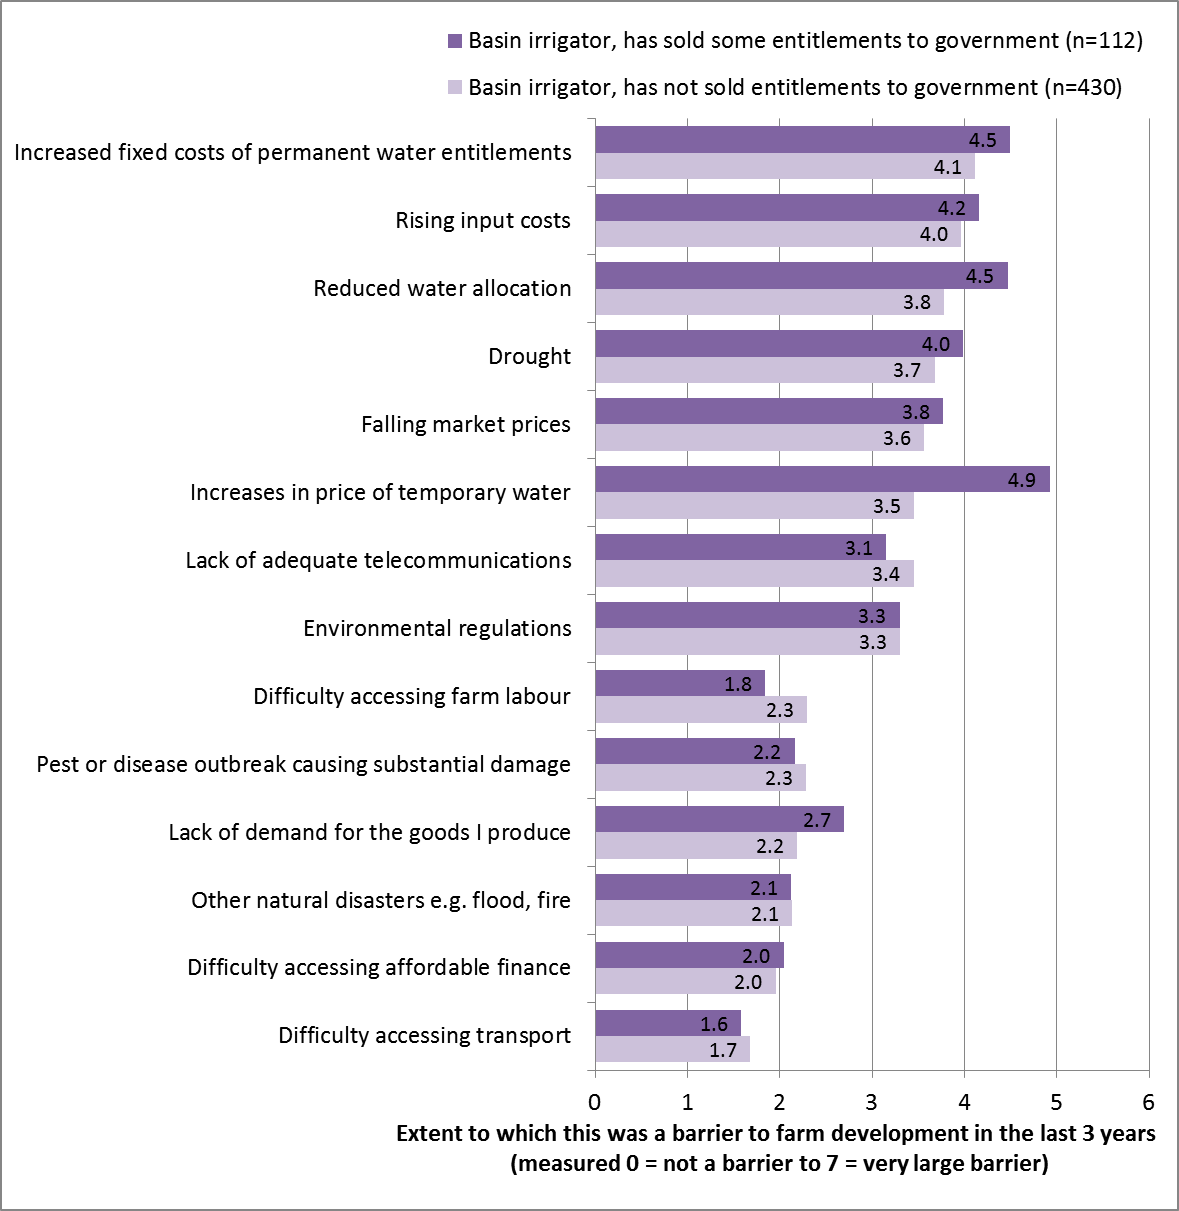 Basin irrigator, has sold some entitlements to government (n=112)
Basin irrigator, has not sold entitlements to government (n=430)
Increased fixed costs of permanent water entitlements
4.5
4.1
Rising input costs
4.2
4.0
Reduced water allocation
4.5
3.8
Drought
4.0
3.7
Falling market prices
3.8
3.6
Increases in price of temporary water
4.9
3.5
Lack of adequate telecommunications
3.1
3.4
Environmental regulations
3.3
3.3
Difficulty accessing farm labour
1.8
2.3
Pest or disease outbreak causing substantial damage
2.2
2.3
Lack of demand for the goods I produce
2.7
2.2
Other natural disasters e.g. flood, fire
2.1
2.1
Difficulty accessing affordable finance
2.0
2.0
Difficulty accessing transport
1.6
1.7
0 1 2 3 4 5 6
Extent to which this was a barrier to farm development in the last 3 years
(measured 0 = not a barrier to 7 = very large barrier)